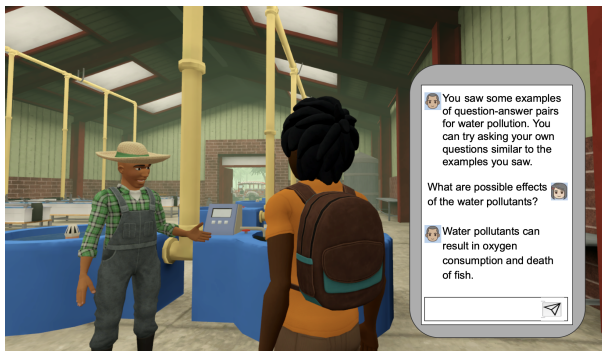 You saw some examples
of question-answer pairs
for water pollution. You
can try asking your own
questions similar to the
examples you saw.
What are possible effects
of the water pollutants?
Water pollutants can
result in oxygen
consumption and death
of fish.